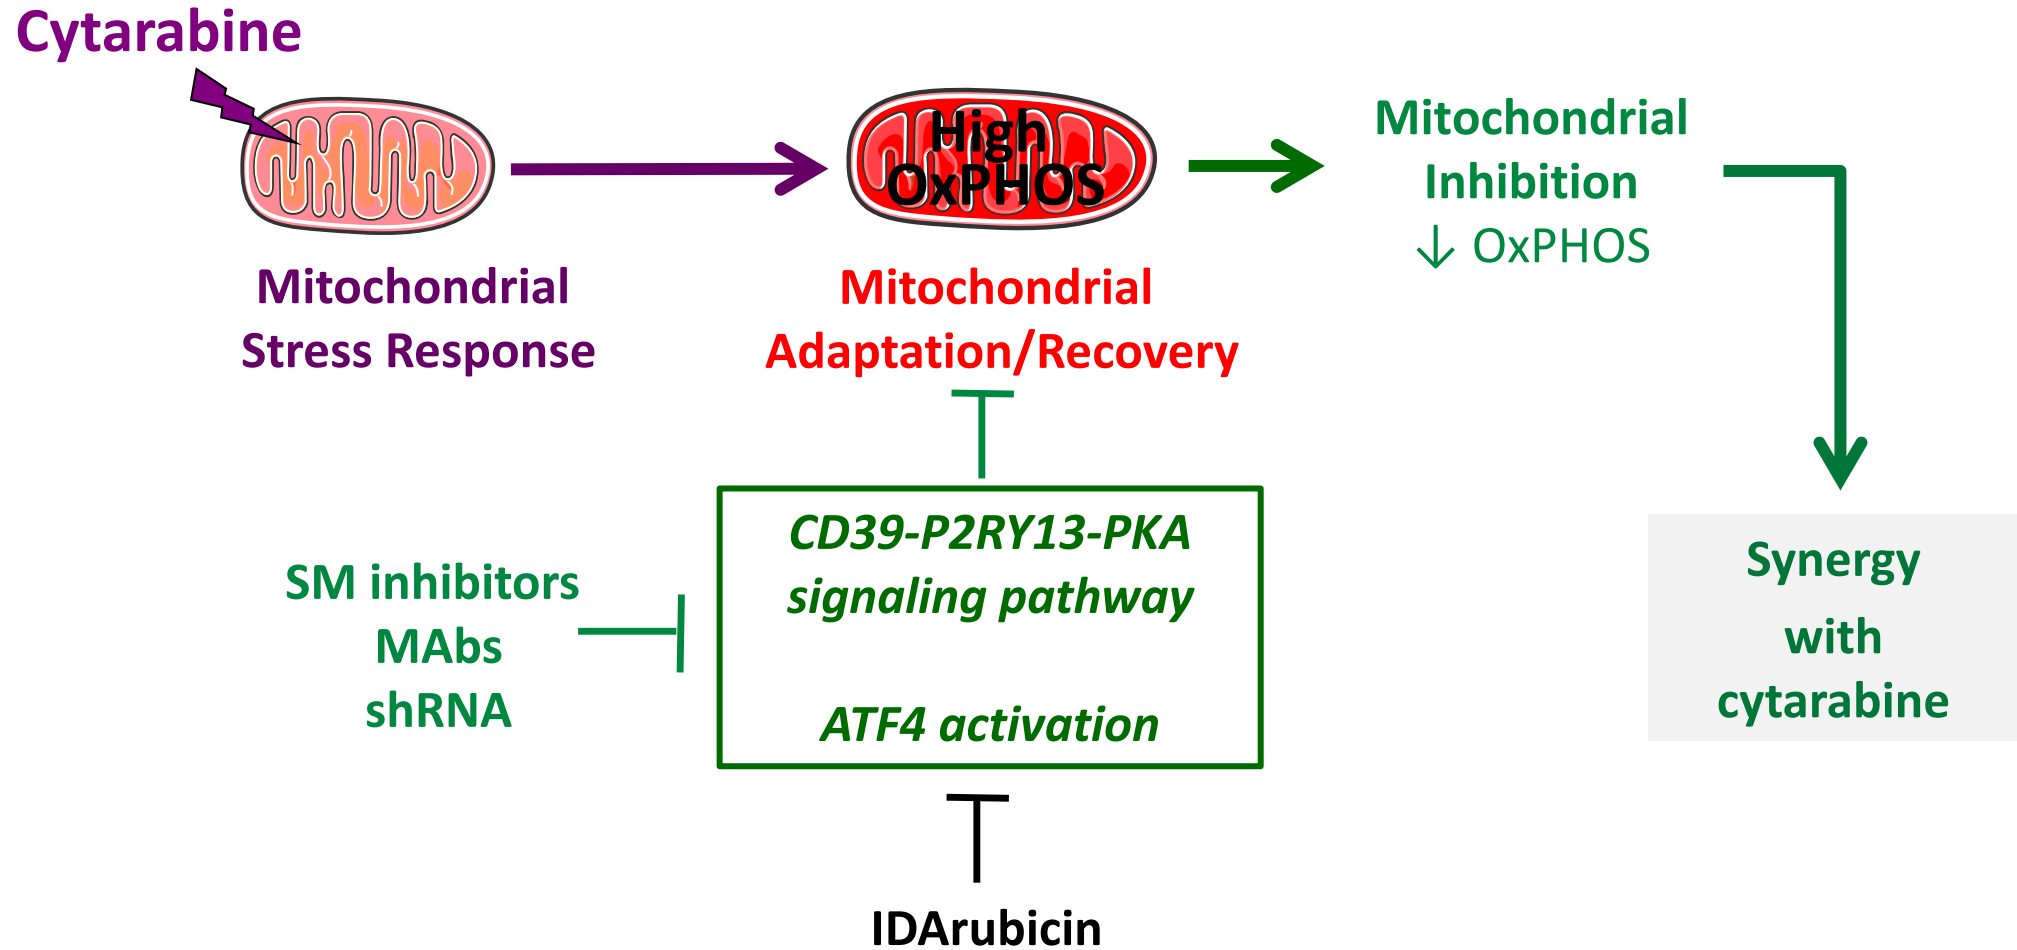 Cytarabine
High
OxPHOS
Mitochondrial
Inhibition
↓ OxPHOS
Mitochondrial
Stress Response
Mitochondrial
Adaptation/Recovery
CD39-P2RY13-PKA
signaling pathway
ATF4 activation
SM inhibitors
MAbs
shRNA
Synergy
with
cytarabine
IDArubicin